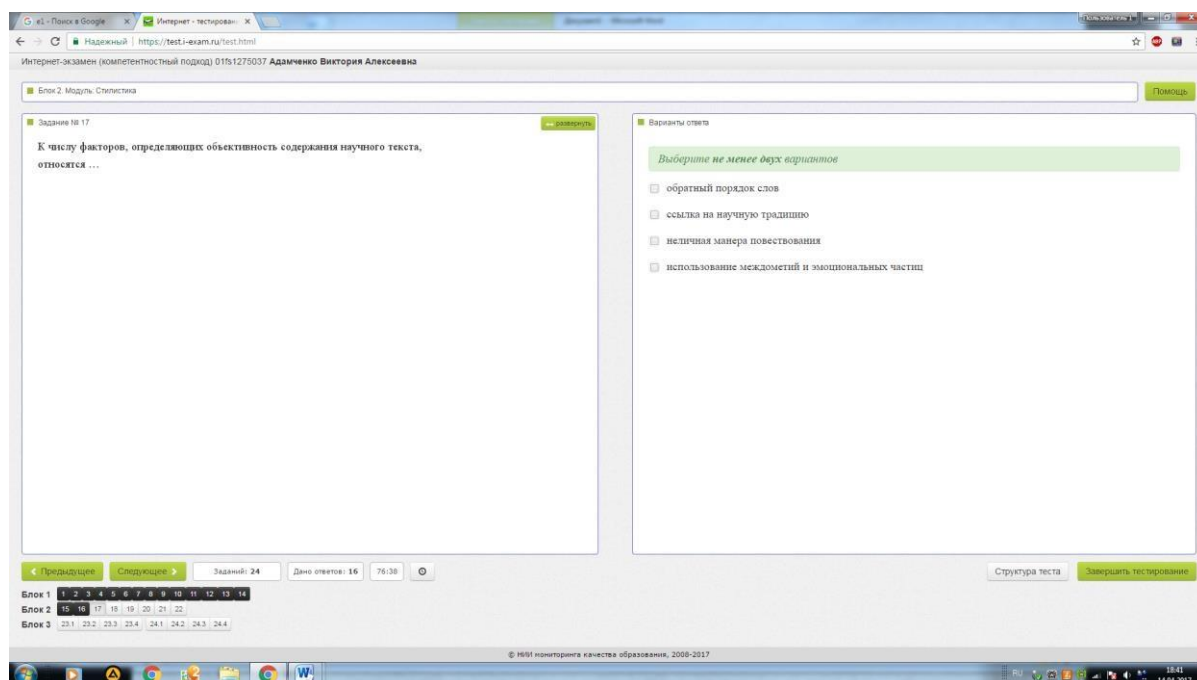 e1 - Поиск в Google
Интернет - тестирован
Надежный | https://test.i-exam.ru/test.html
Интернет-экзамен (компетентностный подход) 01fs1275037 Адамченко Виктория Алексеевна
Блок 2. Модуль: Стилистика
Помощь
Задание № 17
развернуть
К числу факторов, определяющих объективность содержания научного текста,
относятся …
Варианты ответа
Выберите не менее двух вариантов
обратный порядок слов
ссылка на научную традицию
неличная манера повествования
использование междометий и эмоциональных частиц
Предыдущее
Следующее
Заданий: 24
Дано ответов: 16
76:38
Структура теста
Завершить тестирование
Блок 1 1 2 3 4 5 6 7 8 9 10 11 12 13 14
Блок 2 15 16 17 18 19 20 21 22
Блок 3 23.1 23.2 23.3 23.4 24.1 24.2 24.3 24.4
© НИИ мониторинга качества образования, 2008-2017
RU
18:41
14.04.2017